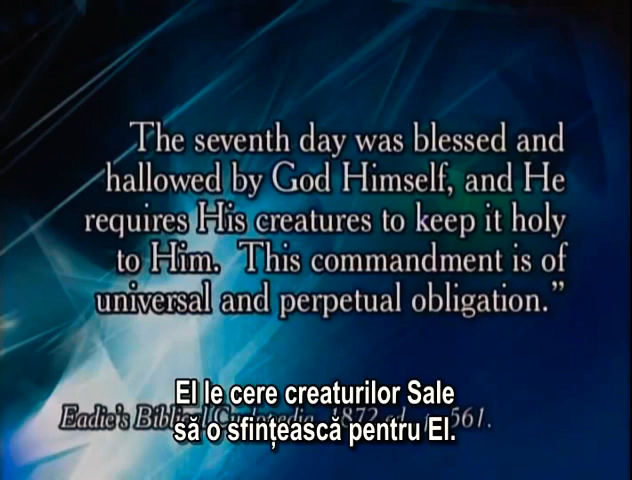 The seventh day was blessed and
hallowed by God Himself, and He
requires His creatures to keep it holy
to Him. This commandment is of
universal and perpetual obligation.”
El le cere creaturilor Sale
Eadie's Biblical 561.
să o sfințească pentru El.